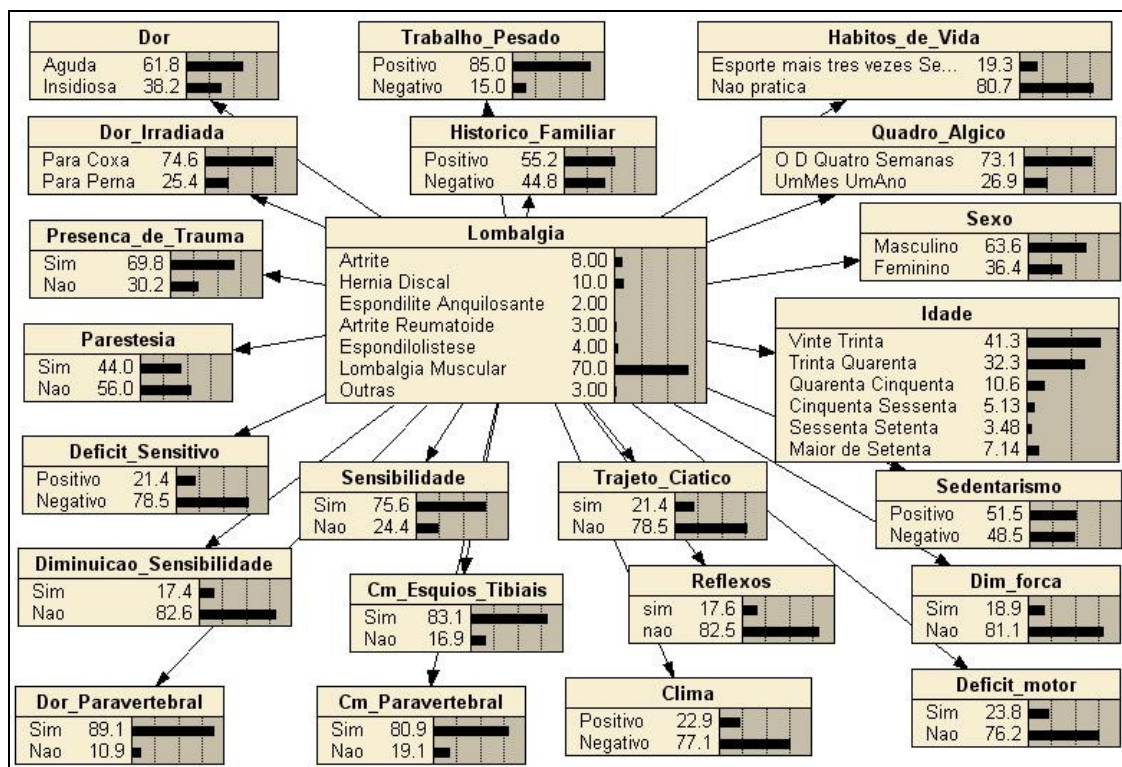 Dor
Aguda 61.8
Insidiosa 38.2
Trabalho_Pesado
Positivo 85.0
Negativo 15.0
Habitos_de_Vida
Esporte mais tres vezes Se... 19.3
Nao pratica 80.7
Dor_Irradiada
Para Coxa 74.6
Para Perna 25.4
Historico_Familiar
Positivo 55.2
Negativo 44.8
Quadro_Algico
O D Quatro Semanas 73.1
UmMes UmAno 26.9
Presenca_de_Trauma
Sim 69.8
Nao 30.2
Lombalgia
Artrite 8.00
Hernia Discal 10.0
Espondilite Anquilosante 2.00
Artrite Reumatoide 3.00
Espondilolistese 4.00
Lombalgia Muscular 70.0
Outras 3.00
Sexo
Masculino 63.6
Feminino 36.4
Parestesia
Sim 44.0
Nao 56.0
Idade
Vinte Trinta 41.3
Trinta Quarenta 32.3
Quarenta Cinquenta 10.6
Cinquenta Sessenta 5.13
Sessenta Setenta 3.48
Maior de Setenta 7.14
Deficit_Sensitivo
Positivo 21.4
Negativo 78.5
Sensibilidade
Sim 75.6
Nao 24.4
Trajeto_Ciatico
sim 21.4
Nao 78.5
Sedentarismo
Positivo 51.5
Negativo 48.5
Diminuicao_Sensibilidade
Sim 17.4
Nao 82.6
Cm_Esquios_Tibiais
Sim 83.1
Nao 16.9
Reflexos
sim 17.6
nao 82.5
Dim_forca
Sim 18.9
Nao 81.1
Dor_Paravertebral
Sim 89.1
Nao 10.9
Cm_Paravertebral
Sim 80.9
Nao 19.1
Clima
Positivo 22.9
Negativo 77.1
Deficit_motor
Sim 23.8
Nao 76.2